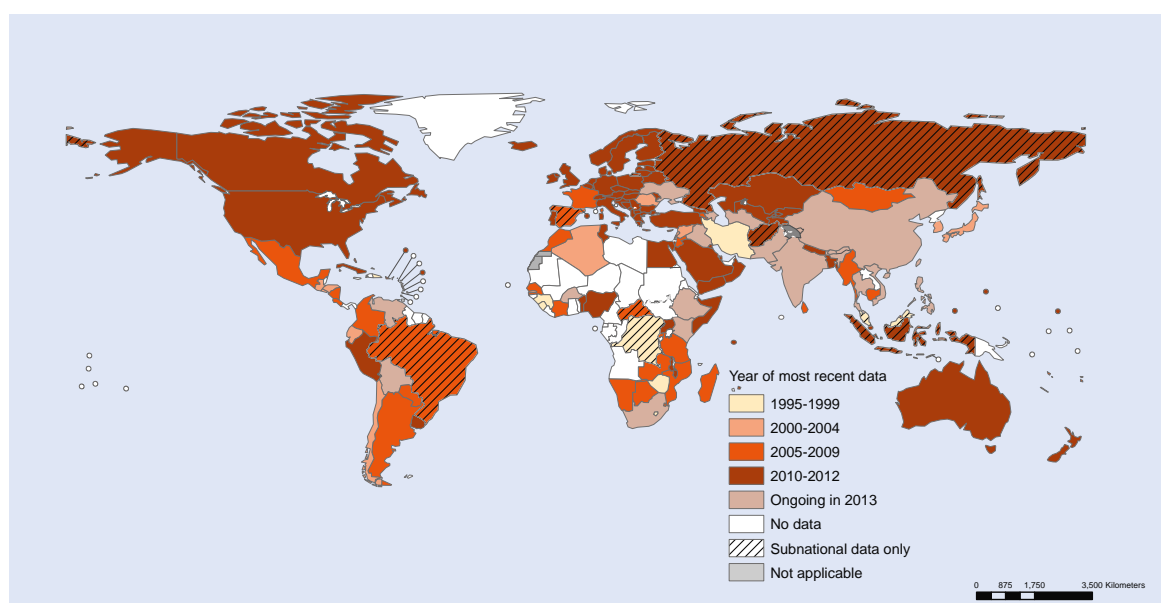 Year of most recent data
1995-1999
2000-2004
2005-2009
2010-2012
Ongoing in 2013
No data
Subnational data only
Not applicable
0 875 1,750 3,500 Kilometers